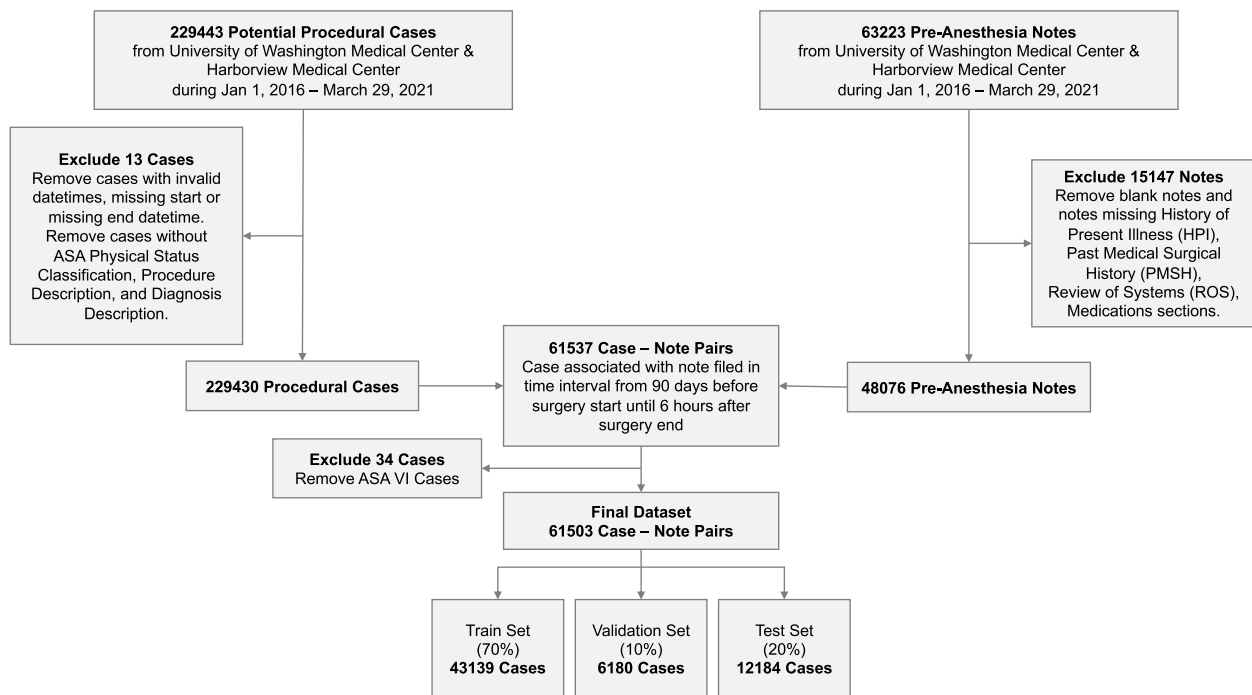 229443 Potential Procedural Cases
from University of Washington Medical Center &
Harborview Medical Center
during Jan 1, 2016 – March 29, 2021
63223 Pre-Anesthesia Notes
from University of Washington Medical Center &
Harborview Medical Center
during Jan 1, 2016 – March 29, 2021
Exclude 13 Cases
Remove cases with invalid
datetimes, missing start or
missing end datetime.
Remove cases without
ASA Physical Status
Classification, Procedure
Description, and Diagnosis
Description.
Exclude 15147 Notes
Remove blank notes and
notes missing History of
Present Illness (HPI),
Past Medical Surgical
History (PMSH),
Review of Systems (ROS),
Medications sections.
229430 Procedural Cases
61537 Case – Note Pairs
Case associated with note filed in
time interval from 90 days before
surgery start until 6 hours after
surgery end
48076 Pre-Anesthesia Notes
Exclude 34 Cases
Remove ASA VI Cases
Final Dataset
61503 Case – Note Pairs
Train Set
(70%)
43139 Cases
Validation Set
(10%)
6180 Cases
Test Set
(20%)
12184 Cases